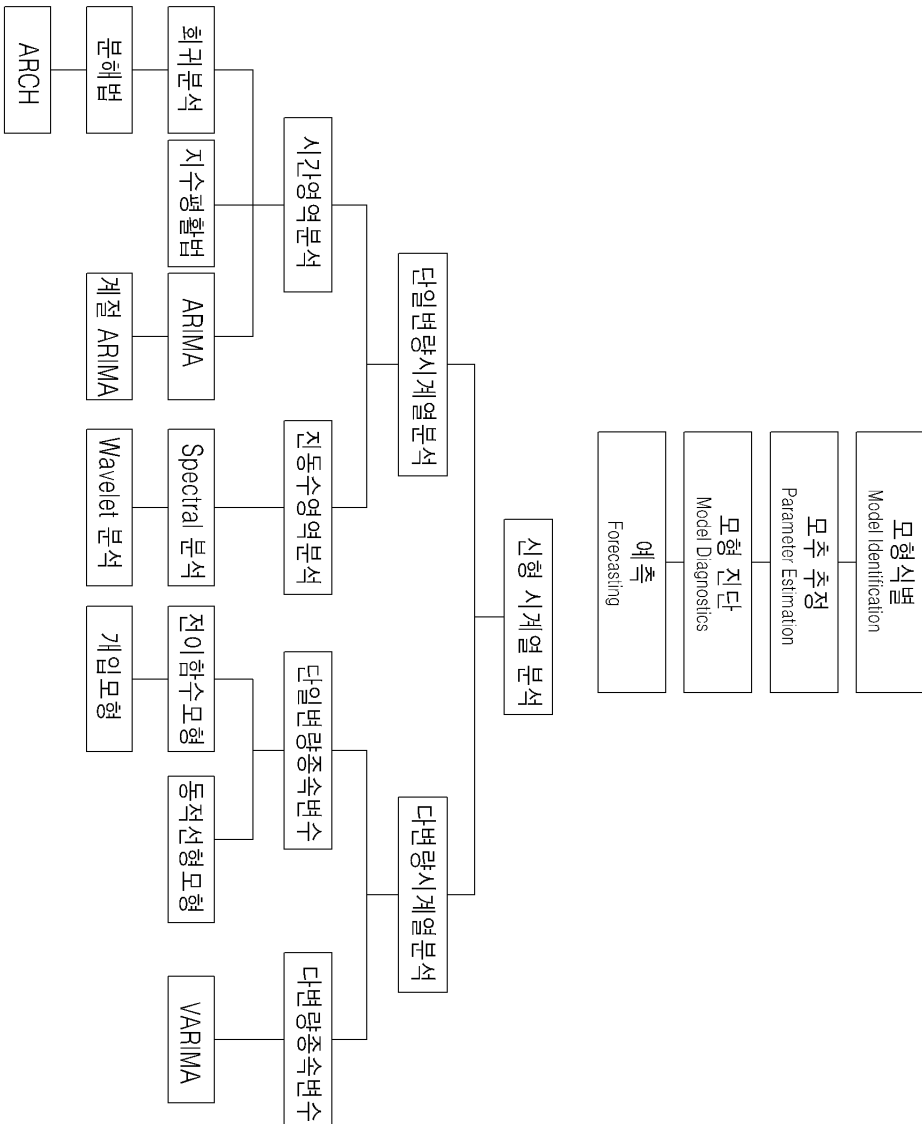 모형식별
Model Identification
모추 추정
Parameter Estimation
모형 진단
Model Diagnostics
예측
Forecasting
신형 시계열 분석
단일변량시계열분석
다변량시계열분석
시간영역분석
진동수영역분석
단일변량종속변수
다변량종속변수
회귀분석
지수평활법
ARIMA
Spectral 분석
전이함수모형
동적선형모형
VARIMA
분해법
계절 ARIMA
Wavelet 분석
개입모형
ARCH